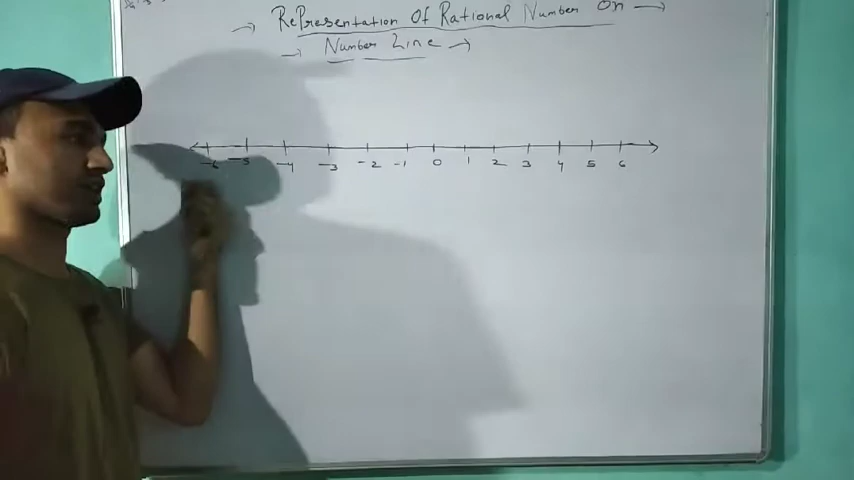 → RePresentation Of Rational Number On →
→ Number Line →
-6 -5 -4 -3 -2 -1 0 1 2 3 4 5 6